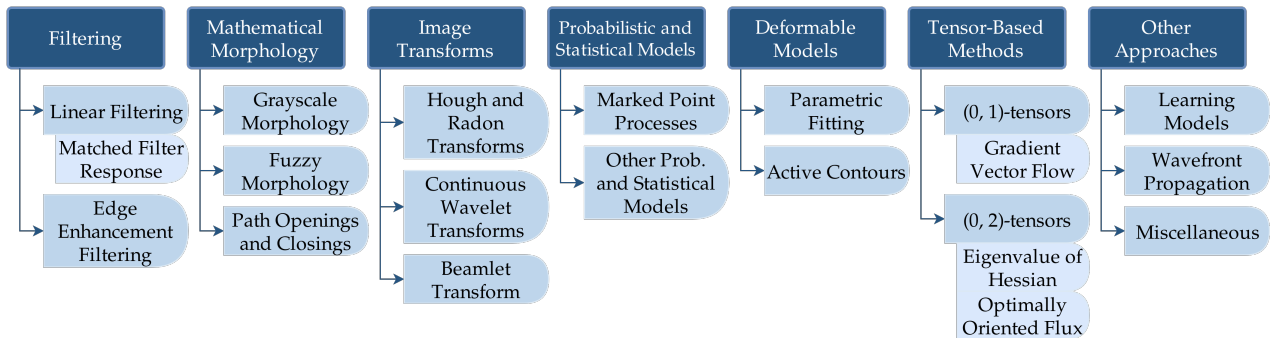 Filtering
Linear Filtering
Matched Filter
Response
Edge
Enhancement
Filtering
Mathematical
Morphology
Grayscale
Morphology
Fuzzy
Morphology
Path Openings
and Closings
Image
Transforms
Hough and
Radon
Transforms
Continuous
Wavelet
Transforms
Beamlet
Transform
Probabilistic and
Statistical Models
Marked Point
Processes
Other Prob.
and Statistical
Models
Deformable
Models
Parametric
Fitting
Active Contours
Tensor-Based
Methods
(0, 1)-tensors
Gradient
Vector Flow
(0, 2)-tensors
Eigenvalue of
Hessian
Optimally
Oriented Flux
Other
Approaches
Learning
Models
Wavefront
Propagation
Miscellaneous